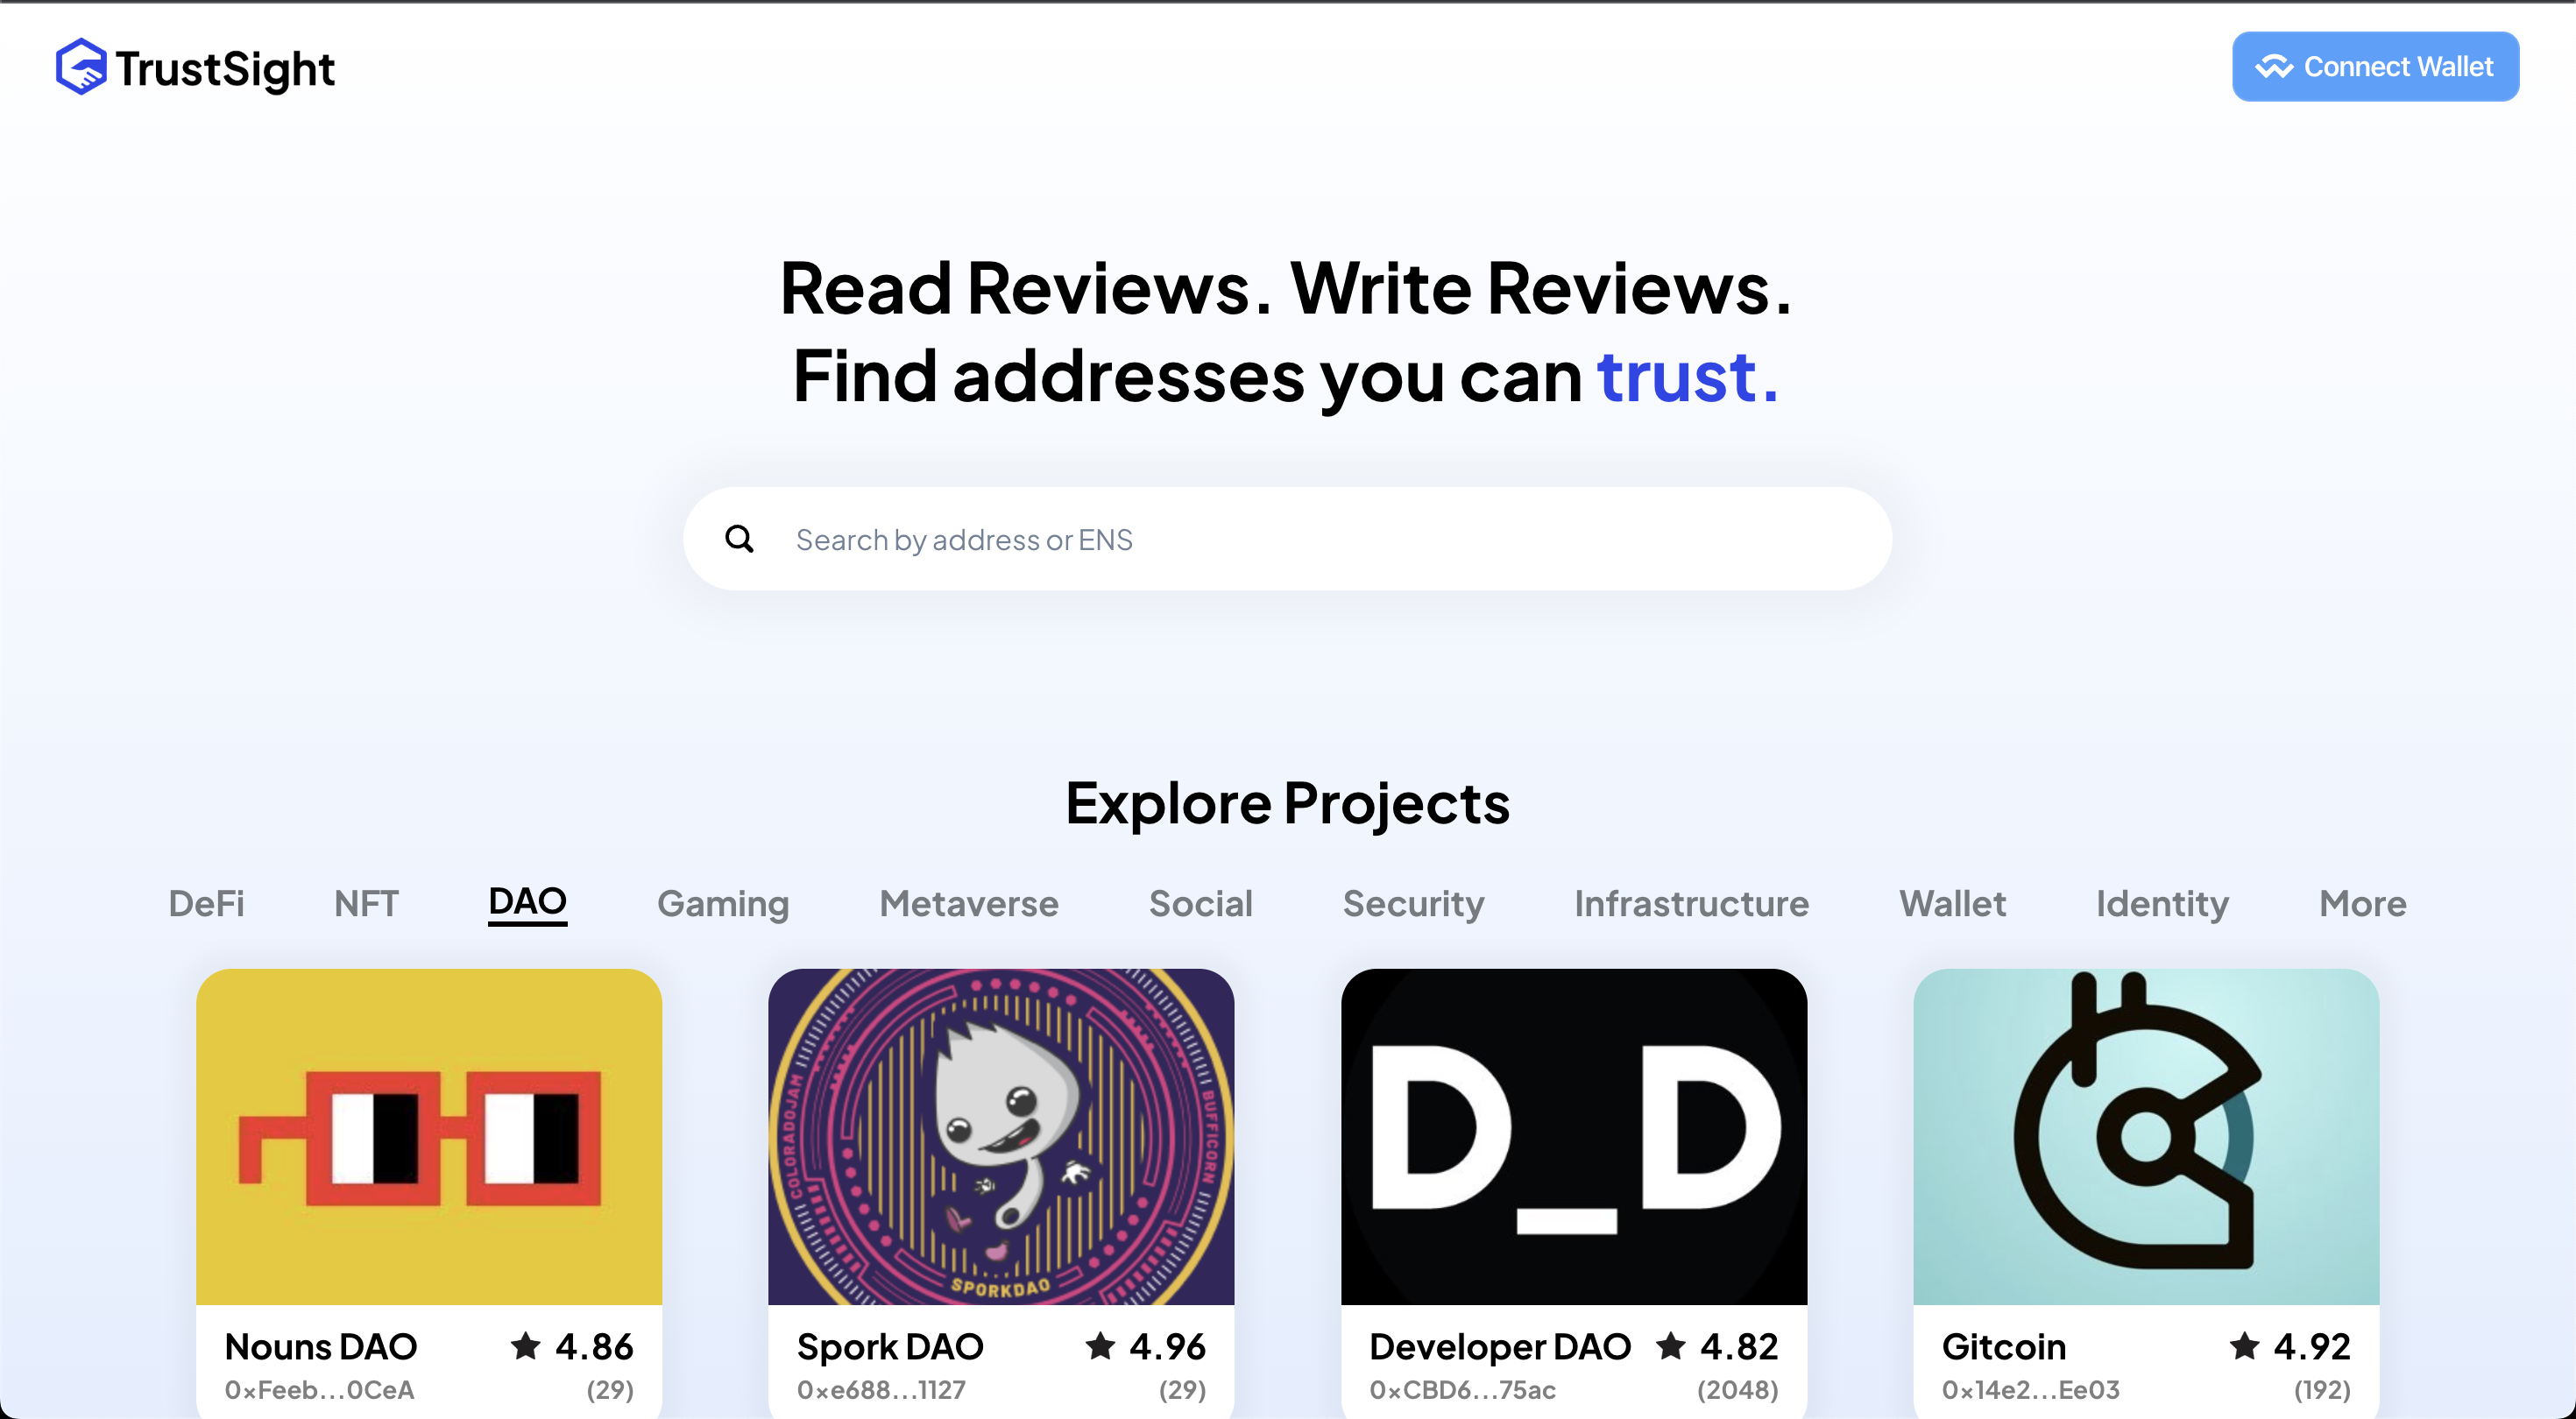 TrustSight
Connect Wallet
Read Reviews. Write Reviews.
Find addresses you can trust.
Search by address or ENS
Explore Projects
DeFi NFT DAO Gaming Metaverse Social Security Infrastructure Wallet Identity More
COLORADOJAM
BUFFICORN
SPORKDAO
D_D
Nouns DAO ★ 4.86
0xFeeb...0CeA (29)
Spork DAO ★ 4.96
0xe688...1127 (29)
Developer DAO ★ 4.82
0xCBD6...75ac (2048)
Gitcoin ★ 4.92
0x14e2...Ee03 (192)